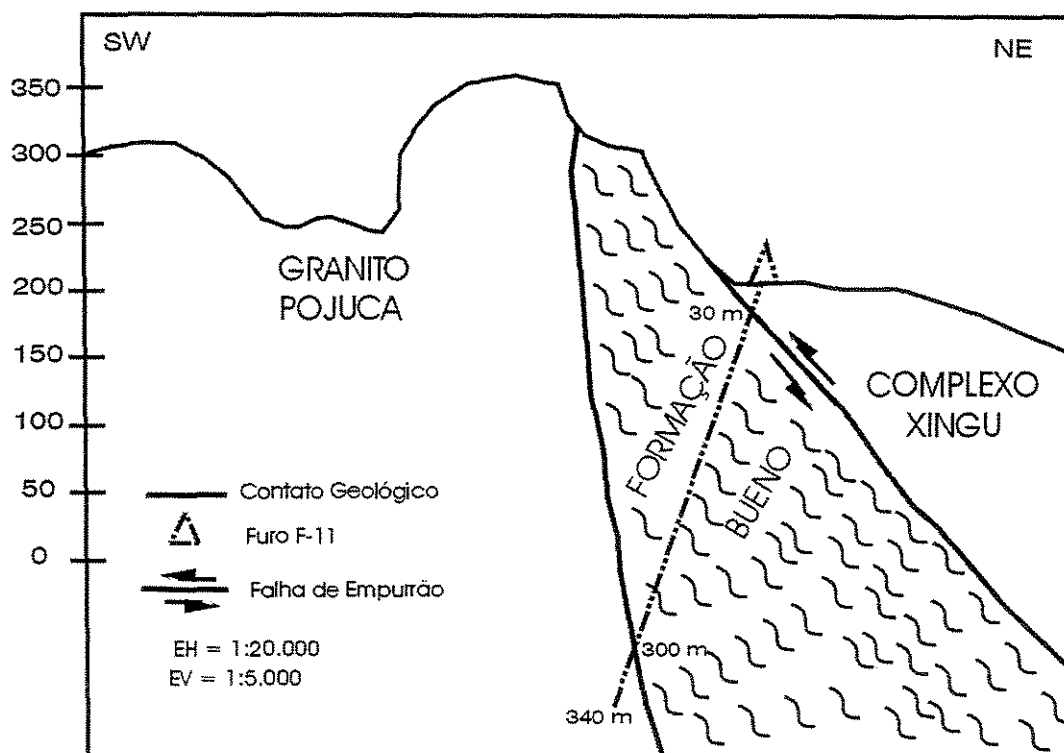 SW
NE
350
300
250
200
150
100
50
0
GRANITO
POJUCA
30 m
FORMAÇÃO
BUENO
COMPLEXO
XINGU
Contato Geológico
Furo F-11
Falha de Empurrão
EH = 1:20.000
EV = 1:5.000
300 m
340 m